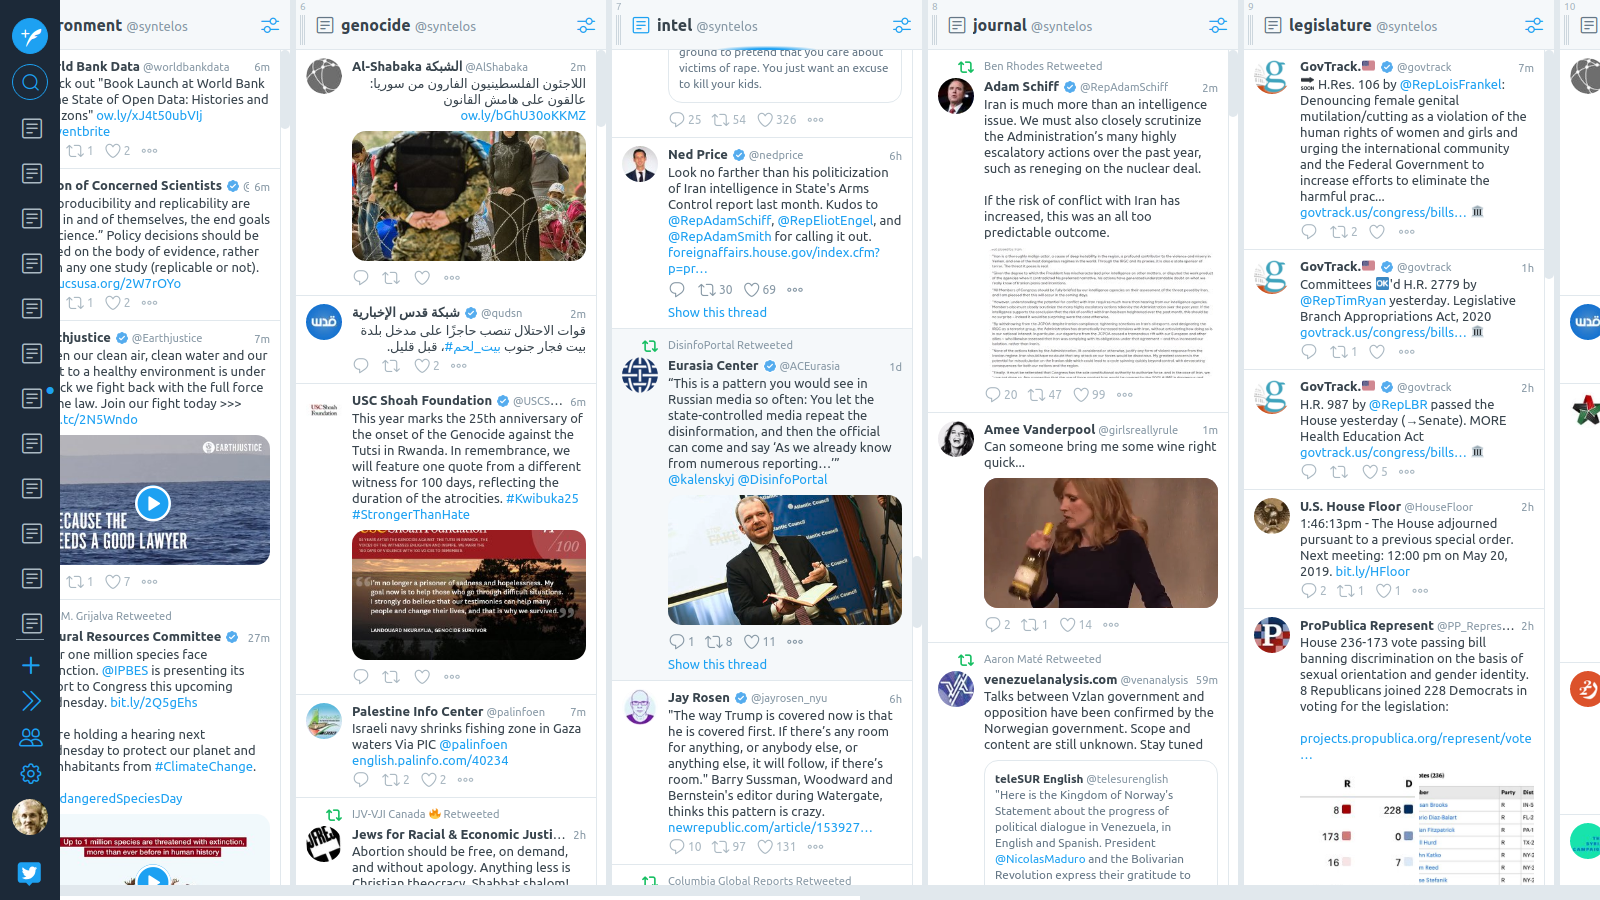 ronment @syntelos
ld Bank Data @worldbankdata 6m
ck out "Book Launch at World Bank
e State of Open Data: Histories and
zons" ow.ly/xJ4t50ubVIj
ventbrite
1 2
on of Concerned Scientists 6m
producibility and replicability are
in and of themselves, the end goals
cience." Policy decisions should be
ed on the body of evidence, rather
any one study (replicable or not).
ucsusa.org/2W7rOYo
1 2
thjustice @Earthjustice 7m
en our clean air, clean water and our
t to a healthy environment is under
ck we fight back with the full force
he law. Join our fight today >>>
.tc/2N5Wndo
EARTHJUSTICE
ECAUSE THE
EEDS A GOOD LAWYER
1 7
M. Grijalva Retweeted
ural Resources Committee 27m
r one million species face
nction. @IPBES is presenting its
ort to Congress this upcoming
nesday. bit.ly/2Q5gEhs
re holding a hearing next
nesday to protect our planet and
nhabitants from #ClimateChange.
dangeredSpeciesDay
Up to 1 million species are threatened with extinction,
more than ever before in human history
6
genocide @syntelos
Al-Shabaka الشبكة @AlShabaka 2m
اللاجئون الفلسطينيون الفارون من سوريا:
عالقون على هامش القانون
ow.ly/bGhU30oKKMZ
شبكة قدس الإخبارية @qudsn 2m
قوات الاحتلال تنصب حاجزًا على مدخل بلدة
بيت فجار جنوب #بيت_لحم، قبل قليل.
2
USC Shoah Foundation @USCS... 6m
This year marks the 25th anniversary of
the onset of the Genocide against the
Tutsi in Rwanda. In remembrance, we
will feature one quote from a different
witness for 100 days, reflecting the
duration of the atrocities. #Kwibuka25
#StrongerThanHate
/100
I'm no longer a prisoner of sadness and hopelessness. My
goal now is to help those who go through difficult situations.
I strongly do believe that our testimonies can help many
people and change their lives, and that is why we survived.
LANDOUARD NKURAYIJA, GENOCIDE SURVIVOR
Palestine Info Center @palinfoen 7m
Israeli navy shrinks fishing zone in Gaza
waters Via PIC @palinfoen
english.palinfo.com/40234
2 2
IJV-VJI Canada 🔥 Retweeted
Jews for Racial & Economic Justi... 2h
Abortion should be free, on demand,
and without apology. Anything less is
Christian theocracy. Shabbat shalom!
7
intel @syntelos
ground to pretend that you care about
victims of rape. You just want an excuse
to kill your kids.
25 54 326
Ned Price @nedprice 6h
Look no farther than his politicization
of Iran intelligence in State's Arms
Control report last month. Kudos to
@RepAdamSchiff, @RepEliotEngel, and
@RepAdamSmith for calling it out.
foreignaffairs.house.gov/index.cfm?
p=pr...
30 69
Show this thread
DisinfoPortal Retweeted
Eurasia Center @ACEurasia 1d
“This is a pattern you would see in
Russian media so often: You let the
state-controlled media repeat the
disinformation, and then the official
can come and say ‘As we already know
from numerous reporting…’”
@kalenskyj @DisinfoPortal
1 8 11
Show this thread
Jay Rosen @jayrosen_nyu 6h
"The way Trump is covered now is that
he is covered first. If there’s any room
for anything, or anybody else, or
anything else, it will follow, if there’s
room." Barry Sussman, Woodward and
Bernstein's editor during Watergate,
thinks this pattern is crazy.
newrepublic.com/article/153927...
10 97 131
Columbia Global Reports Retweeted
8
journal @syntelos
Ben Rhodes Retweeted
Adam Schiff @RepAdamSchiff 2m
Iran is much more than an intelligence
issue. We must also closely scrutinize
the Administration’s many highly
escalatory actions over the past year,
such as reneging on the nuclear deal.
If the risk of conflict with Iran has
increased, this was an all too
predictable outcome.
20 47 99
Amee Vanderpool @girlsreallyrule 1m
Can someone bring me some wine right
quick...
2 1 14
Aaron Maté Retweeted
venezuelanalysis.com @venanalysis 59m
Talks between Vzlan government and
opposition have been confirmed by the
Norwegian government. Scope and
content are still unknown. Stay tuned
teleSUR English @telesurenglish
"Here is the Kingdom of Norway's
Statement about the progress of
political dialogue in Venezuela, in
English and Spanish. President
@NicolasMaduro and the Bolivarian
Revolution express their gratitude to
9
legislature @syntelos
GovTrack.🇺🇸 @govtrack 7m
🔜 H.Res. 106 by @RepLoisFrankel:
Denouncing female genital
mutilation/cutting as a violation of the
human rights of women and girls and
urging the international community
and the Federal Government to
increase efforts to eliminate the
harmful prac...
govtrack.us/congress/bills... 🏛
2
GovTrack.🇺🇸 @govtrack 1h
Committees 🆗'd H.R. 2779 by
@RepTimRyan yesterday. Legislative
Branch Appropriations Act, 2020
govtrack.us/congress/bills... 🏛
1
GovTrack.🇺🇸 @govtrack 2h
H.R. 987 by @RepLBR passed the
House yesterday (→Senate). MORE
Health Education Act
govtrack.us/congress/bills... 🏛
5
U.S. House Floor @HouseFloor 2h
1:46:13pm - The House adjourned
pursuant to a previous special order.
Next meeting: 12:00 pm on May 20,
2019. bit.ly/HFloor
2 1 1
ProPublica Represent @PP_Repres... 2h
House 236-173 vote passing bill
banning discrimination on the basis of
sexual orientation and gender identity.
8 Republicans joined 228 Democrats in
voting for the legislation:
projects.propublica.org/represent/vote
...
R D
8 228
173 0
16 7
Party
10